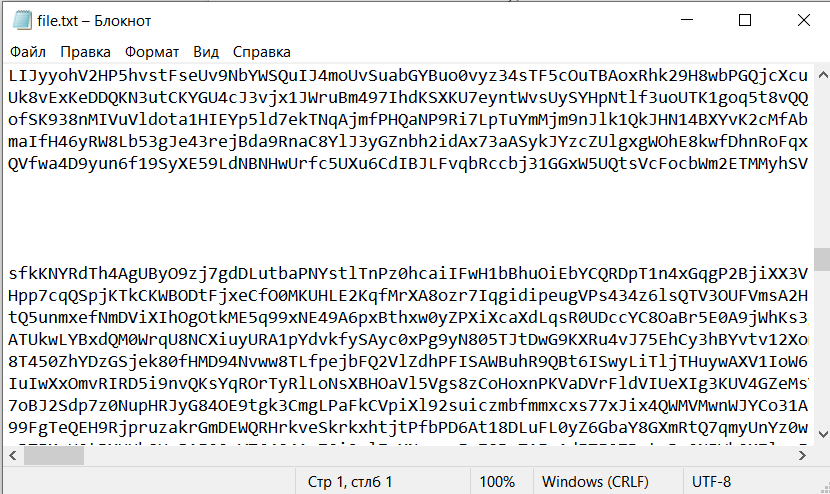 file.txt – Блокнот
Файл Правка Формат Вид Справка
LIJyyohV2HP5hvstFseUv9NbYWSQuIJ4moUvSuabGYBuo0vyz34sTF5cOuTBAoxRhk29H8wbPGQjcXcu
Uk8vExKeDDQKN3utCKYGU4cJ3vjx1JWruBm497IhdKSXKU7eyntWvsUySYHpNtlf3uoUTK1goq5t8vQQ
ofSK938nMIVuVldota1HIEYp5ld7ekTNqAjmfPHQaNP9Ri7LpTuYmMjm9nJlk1QkJHN14BXYvK2cMfAb
maIfH46yRW8Lb53gJe43rejBda9RnaC8YlJ3yGZnbh2idAx73aASykJYzcZUlgxgWOhE8kwfDhnRoFqx
QVfwa4D9yun6f19SyXE59LdNBNHwUrfc5UXu6CdIBJLFvqbRccbj31GGxW5UQtsVcFocbWm2ETMMyhSV
sfkKNYRdTh4AgUByO9zj7gdDLutbaPNYstlTnPz0hcaiIFwH1bBhuOiEbYCQRDpT1n4xGqgP2BjiXX3V
Hpp7cqQSpjKTkCKWBODtFjxeCfO0MKUHLE2KqfMrXA8ozr7IqgidipeugVPs434z6lsQTV3OUFVmsA2H
tQ5unmxefNmDViXIhOgOtkME5q99xNE49A6pxBthxw0yZPXiXcaXdLqsR0UDccYC8OaBr5E0A9jWhKs3
ATUkwLYBxdQM0WrqU8NCXiuyURA1pYdvkfySAyc0xPg9yN805TJtDwG9KXRu4vJ75EhCy3hBYvtv12Xo
8T450ZhYDzGSjek80fHMD94Nvww8TLfpejbFQ2VlZdhPFISAWBuhR9QBt6ISwyLiTljTHuywAXV1IoW6
IuIwXxOmvRIRD5i9nvQKsYqROrTyRlLoNsXBHOaVl5Vgs8zCoHoxnPKVaDVrFldVIUeXIg3KUV4GZeMs
7oBJ2Sdp7z0NupHRJyG84OE9tgk3CmgLPaFkCVpiXl92suiczmbfmmxcxs77xJix4QWMVMwnWJYCo31A
99FgTeQEH9RjpruzakrGmDEWQRHrkveSkrkxhtjtPfbPD6At18DLuFL0yZ6GbaY8GXmRtQ7qmyUnYz0w
Стр 1, стлб 1 100% Windows (CRLF) UTF-8